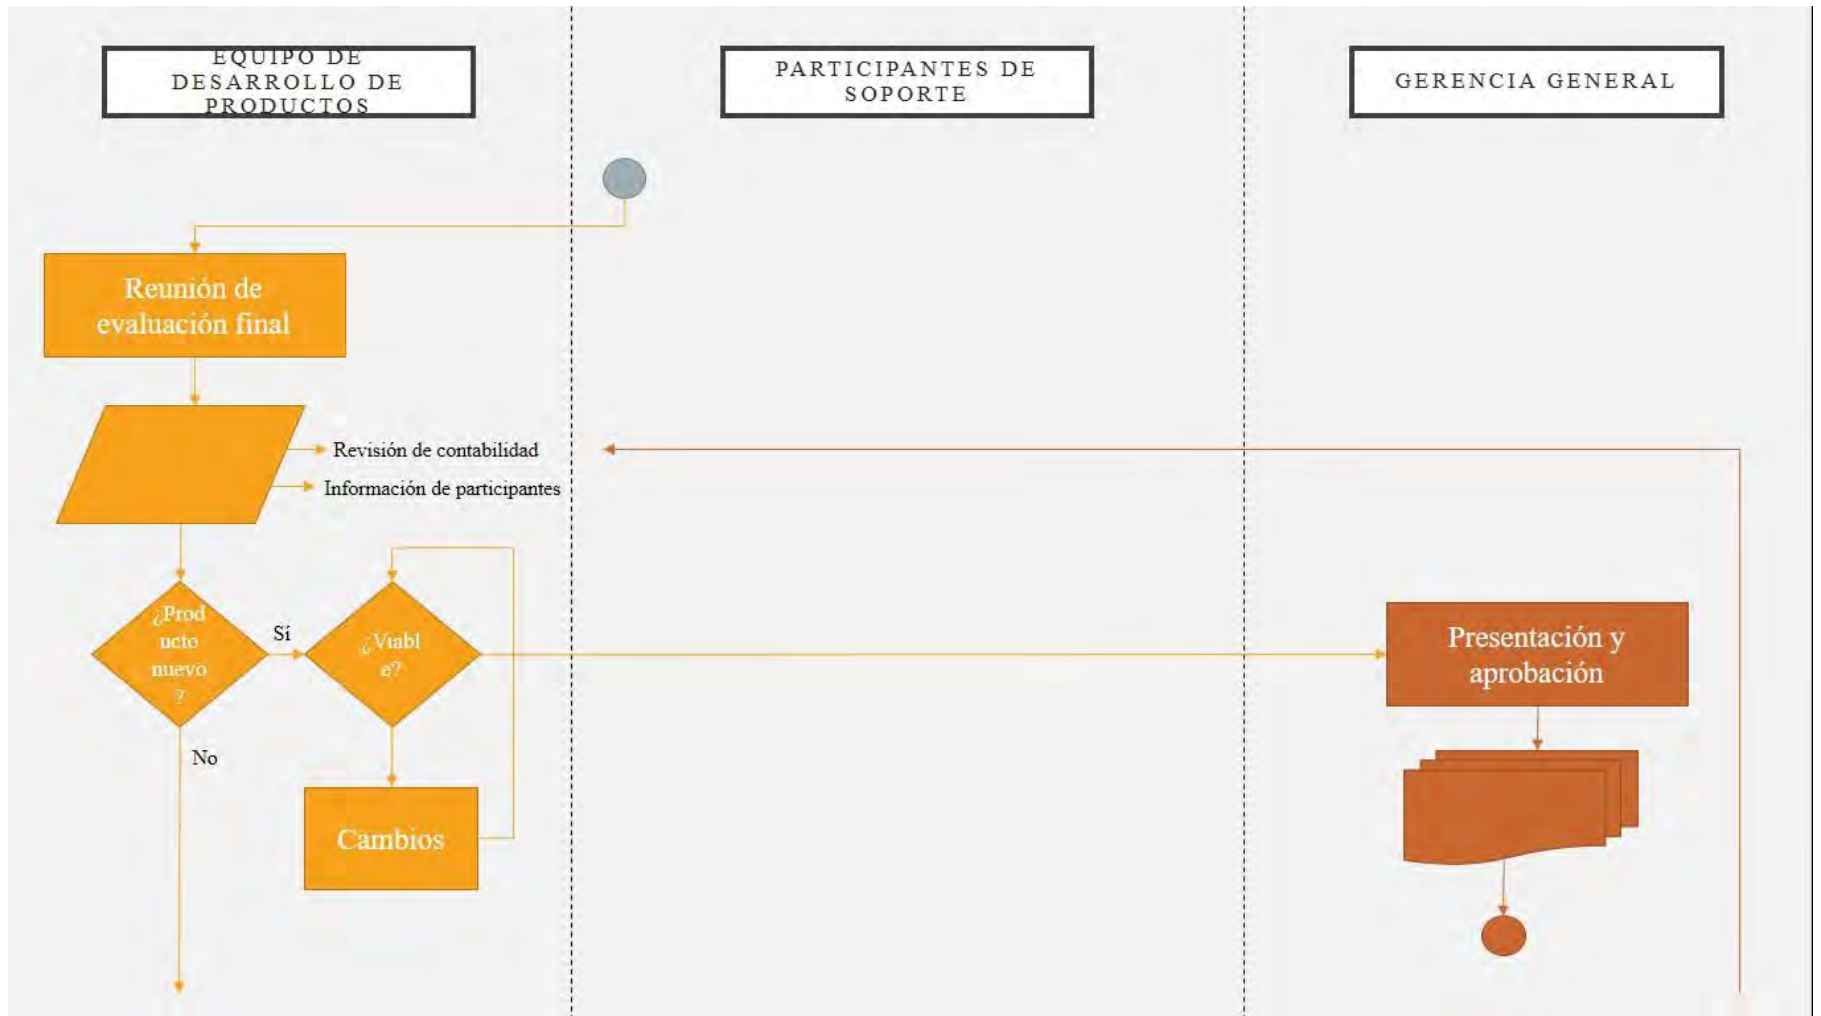 EQUIPO DE
DESARROLLO DE
PRODUCTOS
PARTICIPANTES DE
SOPORTE
GERENCIA GENERAL
Reunión de
evaluación final
Revisión de contabilidad
Información de participantes
¿Prod
ucto
nuevo
?
Sí
¿Viabl
e?
Presentación y
aprobación
No
Cambios